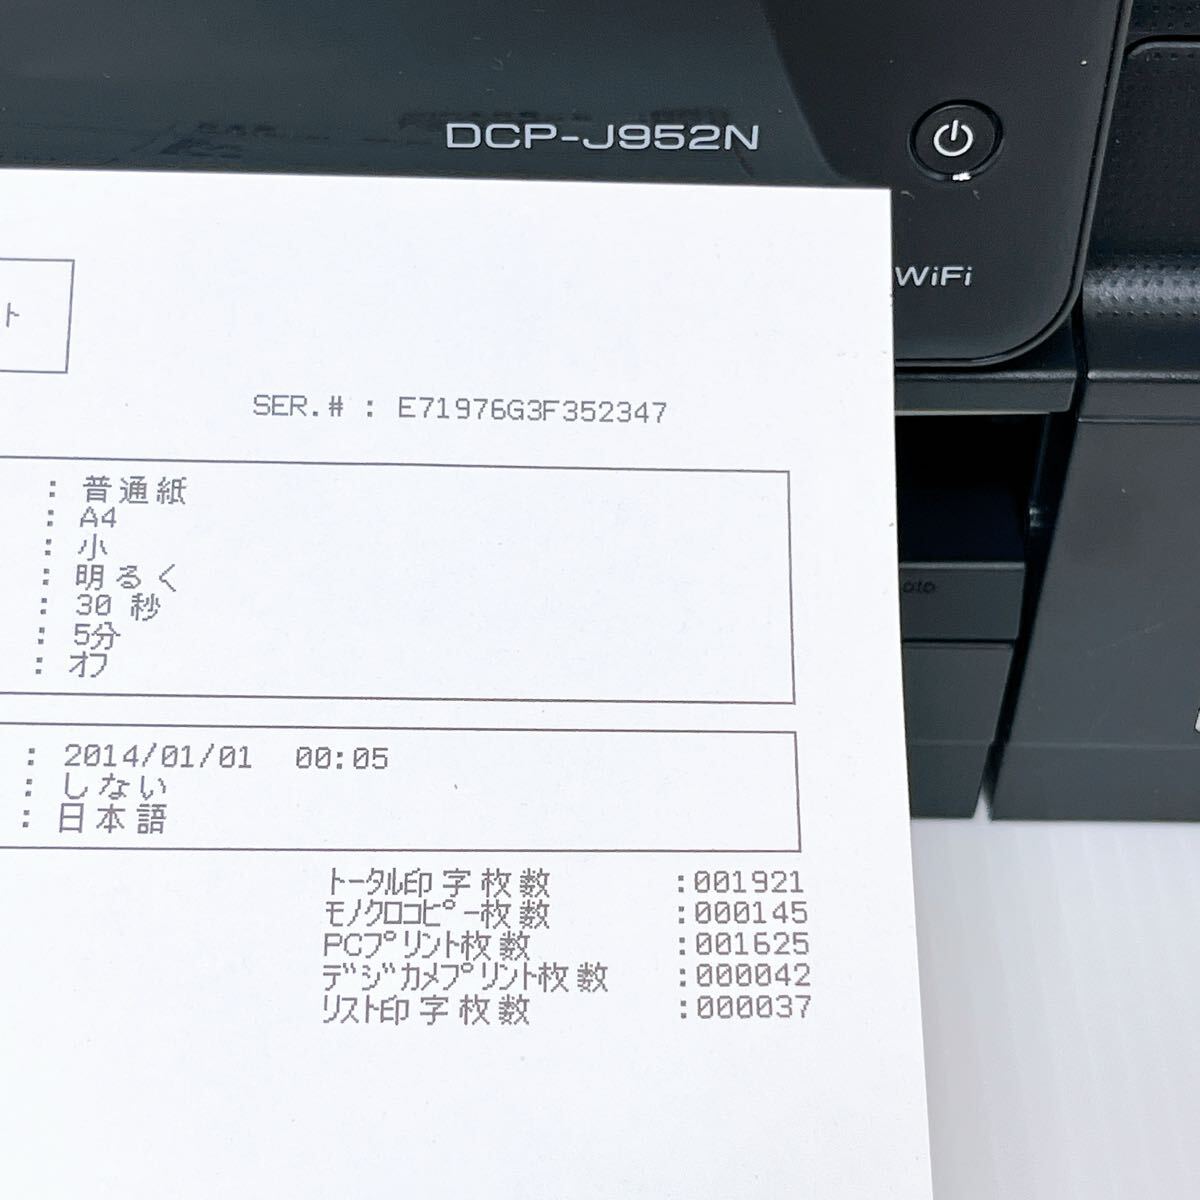 DCP-J952N
WiFi
ト
SER.# : E71976G3F352347
: 普通紙
: A4
: 小
: 明るく
: 30 秒
: 5分
: オフ
: 2014/01/01 00:05
: しない
: 日本語
トータル印字枚数 :001921
モノクロコピー枚数 :000145
PCプリント枚数 :001625
デジカメプリント枚数 :000042
リスト印字枚数 :000037